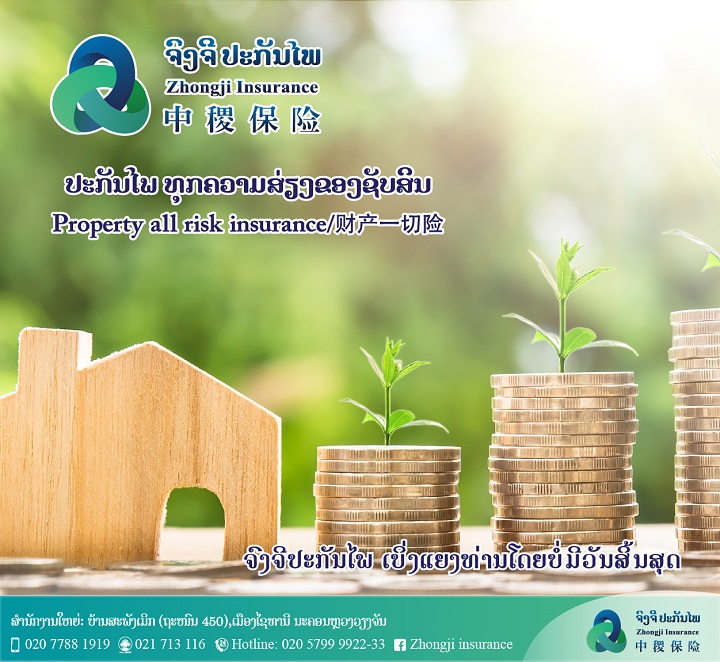 ຈົງຈີ ປະກັນໄພ
Zhongji Insurance
中稷保险
ປະກັນໄພ ທຸກຄວາມສ່ຽງຂອງຊັບສິນ
Property all risk insurance/财产一切险
ຈົງຈີປະກັນໄພ ເບິ່ງແຍງທ່ານໂດຍບໍ່ມີວັນສິ້ນສຸດ
ສຳນັກງານໃຫຍ່: ບ້ານສະພັງເມິກ (ຖະໜົນ 450),ເມືອງໄຊທານີ ນະຄອນຫຼວງວຽງຈັນ
020 7788 1919 021 713 116 Hotline: 020 5799 9922-33 Zhongji insurance
ຈົງຈີ ປະກັນໄພ
Zhongji Insurance
中稷保险